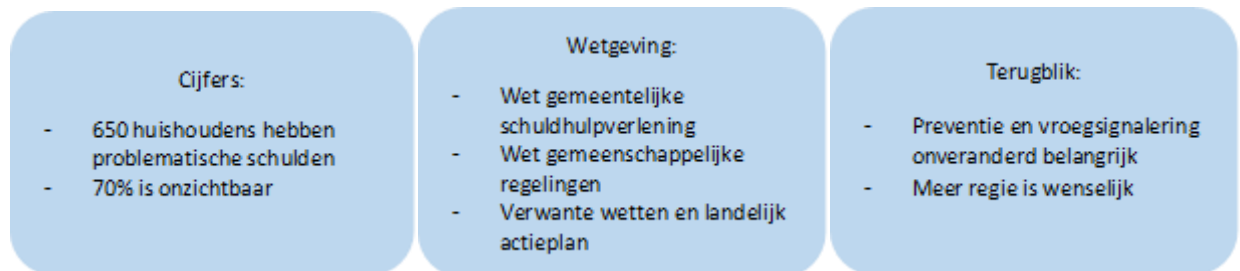 Cijfers:
- 650 huishoudens hebben
problematische schulden
- 70% is onzichtbaar
Wetgeving:
- Wet gemeentelijke
schuldhulpverlening
- Wet gemeenschappelijke
regelingen
- Verwante wetten en landelijk
actieplan
Terugblik:
- Preventie en vroegsignalering
onveranderd belangrijk
- Meer regie is wenselijk